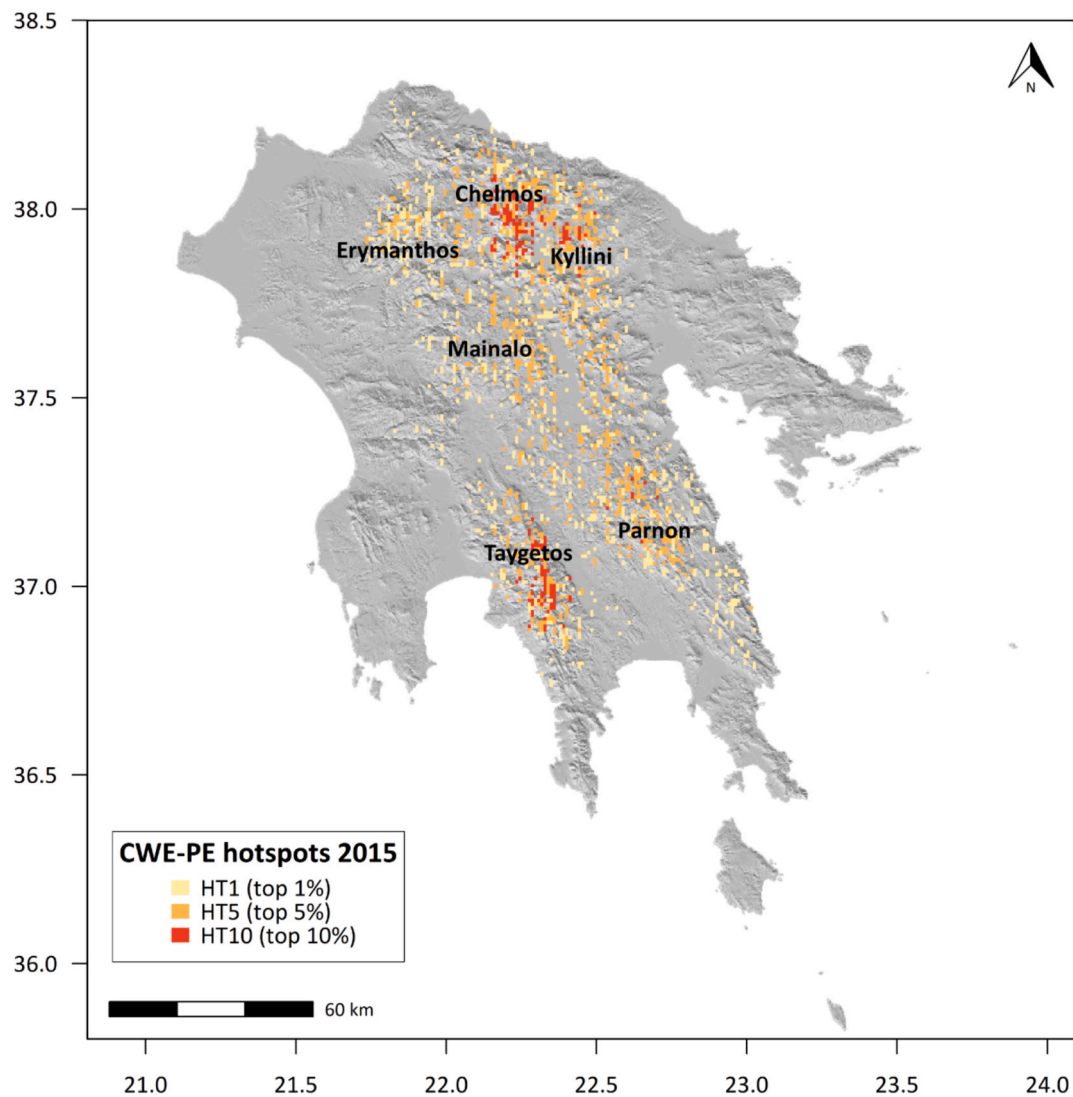 38.5
N
38.0
Chelmos
Erymanthos
Kyllini
Mainalo
37.5
Parnon
Taygetos
37.0
36.5
CWE-PE hotspots 2015
HT1 (top 1%)
HT5 (top 5%)
HT10 (top 10%)
36.0
60 km
21.0 21.5 22.0 22.5 23.0 23.5 24.0